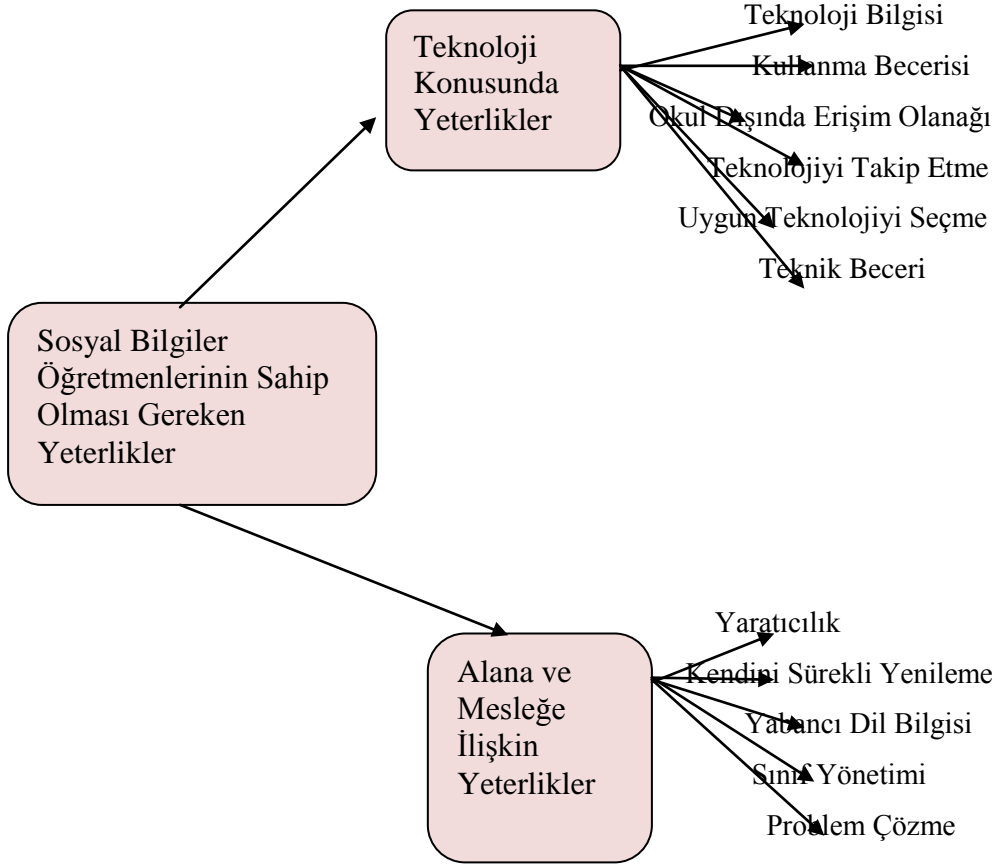 Teknoloji
Konusunda
Yeterlikler
Teknoloji Bilgisi
Kullanma Becerisi
Okul Dışında Erişim Olanağı
Teknolojiyi Takip Etme
Uygun Teknolojiyi Seçme
Teknik Beceri
Sosyal Bilgiler
Öğretmenlerinin Sahip
Olması Gereken
Yeterlikler
Alana ve
Mesleğe
İlişkin
Yeterlikler
Yaratıcılık
Kendini Sürekli Yenileme
Yabancı Dil Bilgisi
Sınıf Yönetimi
Problem Çözme